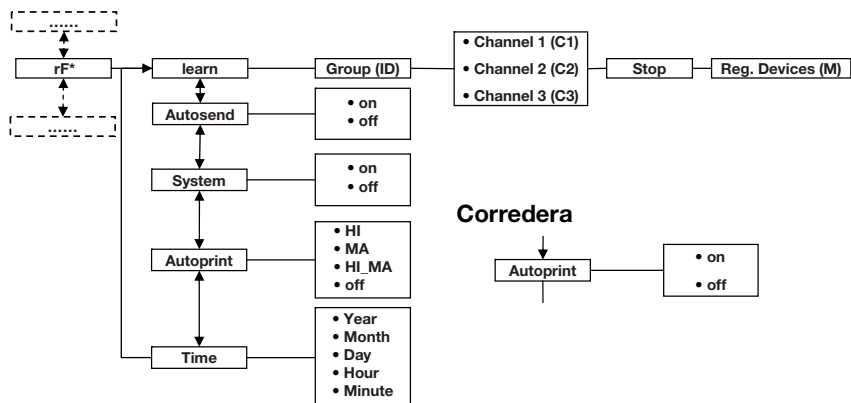 ......
rF*
......
learn
Group (ID)
• Channel 1 (C1)
• Channel 2 (C2)
• Channel 3 (C3)
Stop
Reg. Devices (M)
Autosend
• on
• off
System
• on
• off
Autoprint
• HI
• MA
• HI_MA
• off
Time
• Year
• Month
• Day
• Hour
• Minute
Corredera
Autoprint
• on
• off